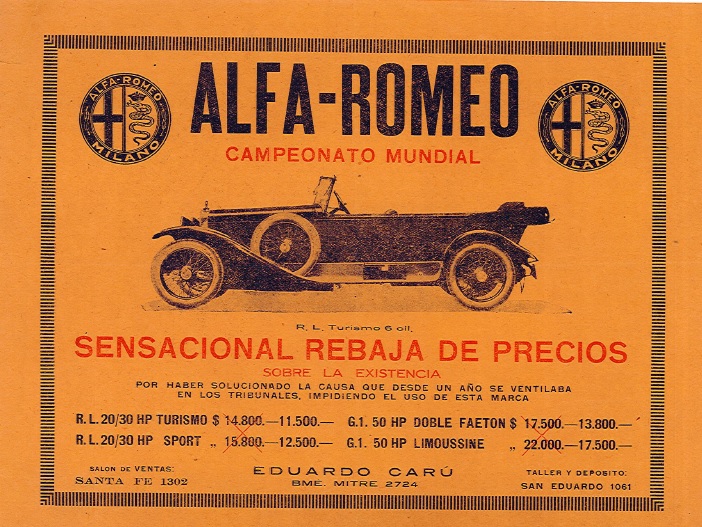 ALFA-ROMEO
ALFA-ROMEO
MILANO
ALFA-ROMEO
MILANO
CAMPEONATO MUNDIAL
R. L. Turismo 6 cil.
SENSACIONAL REBAJA DE PRECIOS
SOBRE LA EXISTENCIA
POR HABER SOLUCIONADO LA CAUSA QUE DESDE UN AÑO SE VENTILABA
EN LOS TRIBUNALES, IMPIDIENDO EL USO DE ESTA MARCA
R.L. 20/30 HP TURISMO $ 14.800.—11.500.— G.1. 50 HP DOBLE FAETON $ 17.500.—13.800.—
R.L. 20/30 HP SPORT „ 15.800.—12.500.— G.1. 50 HP LIMOUSSINE „ 22.000.—17.500.—
SALON DE VENTAS:
SANTA FE 1302
EDUARDO CARÚ
BME. MITRE 2724
TALLER Y DEPOSITO:
SAN EDUARDO 1061